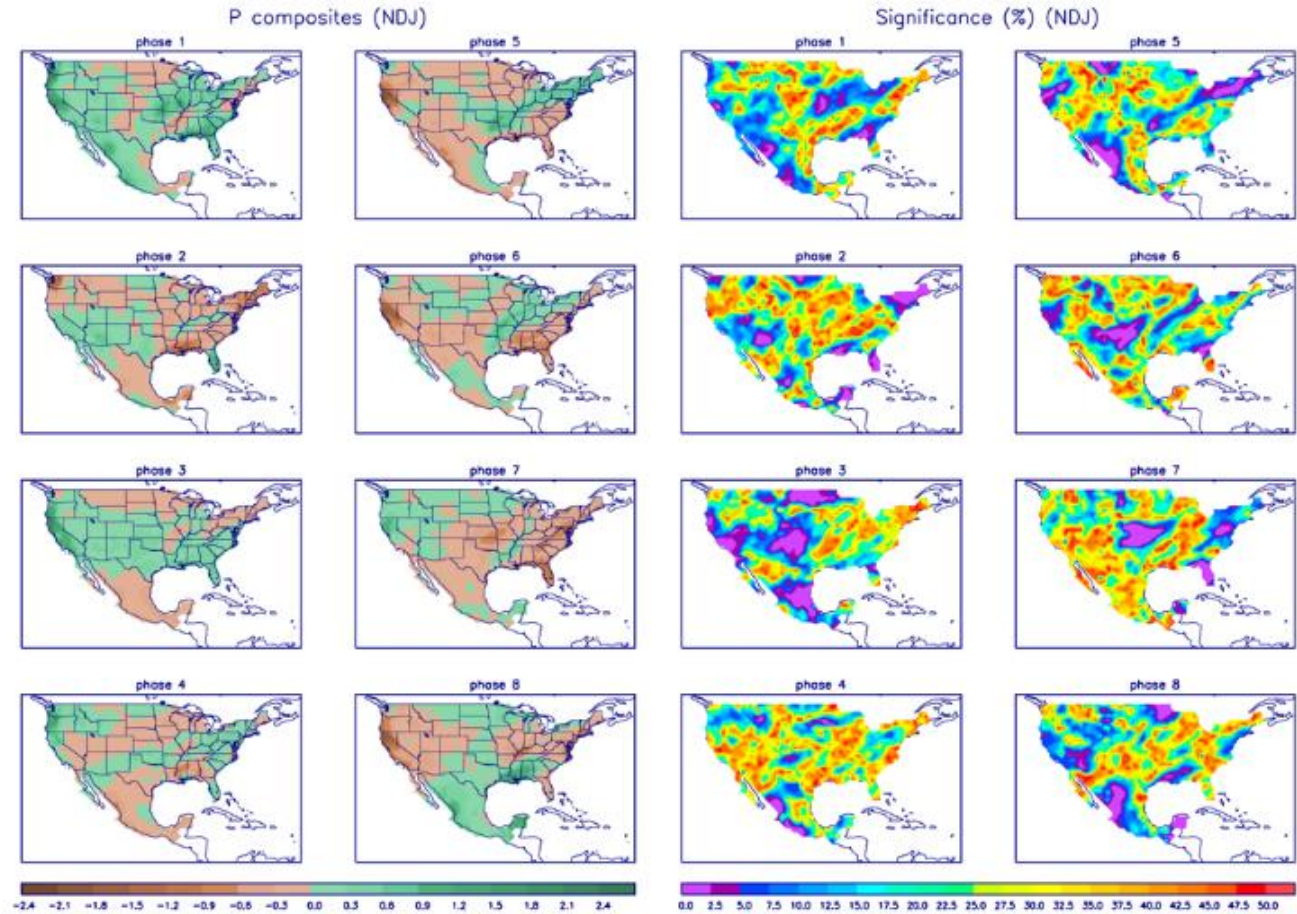 P composites (NDJ)
Significance (%) (NDJ)
phase 1
phase 5
phase 1
phase 5
phase 2
phase 6
phase 2
phase 6
phase 3
phase 7
phase 3
phase 7
phase 4
phase 8
phase 4
phase 8
−2.4 −2.1 −1.8 −1.5 −1.2 −0.9 −0.6 −0.3 0.0 0.3 0.6 0.9 1.2 1.5 1.8 2.1 2.4
0.0 2.5 5.0 7.5 10.0 12.5 15.0 17.5 20.0 22.5 25.0 27.5 30.0 32.5 35.0 37.5 40.0 42.5 45.0 47.5 50.0